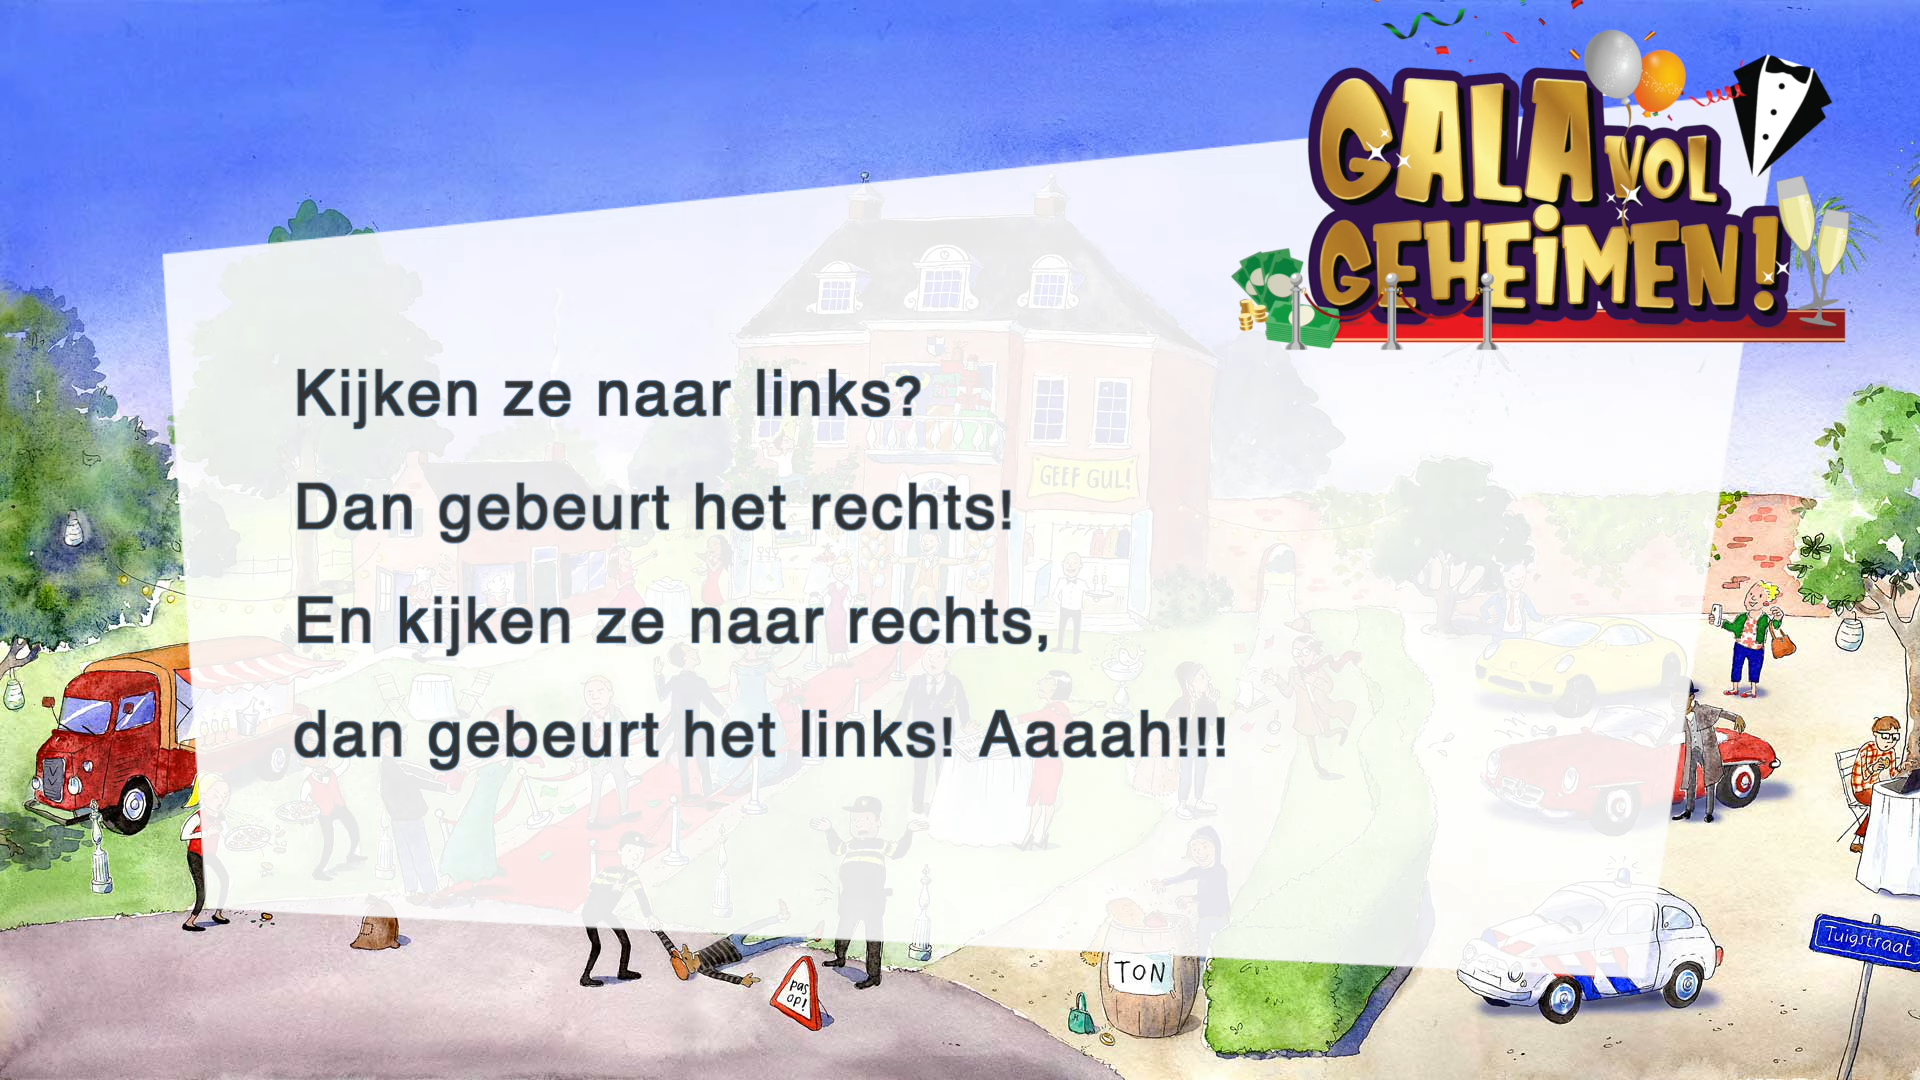 GALA VOL
GEHEIMEN!
Kijken ze naar links?
GEEF GUL!
Dan gebeurt het rechts!
En kijken ze naar rechts,
dan gebeurt het links! Aaaah!!!
Tuigstraat
TON
pas
op!